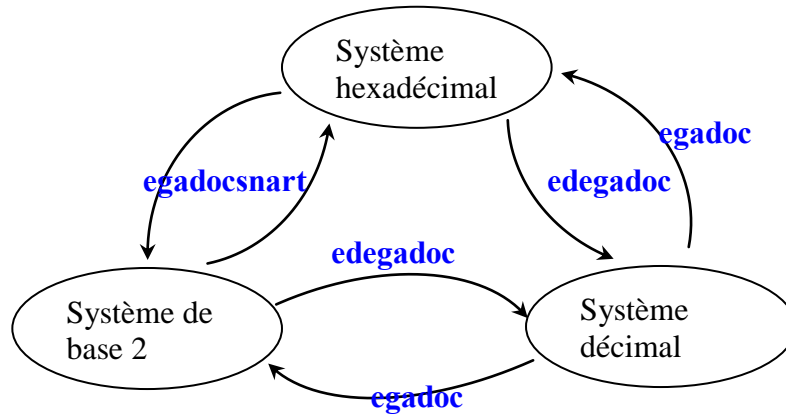 Système
hexadécimal
egadoc
egadocsnart
edegadoc
edegadoc
Système de
base 2
Système
décimal
egadoc